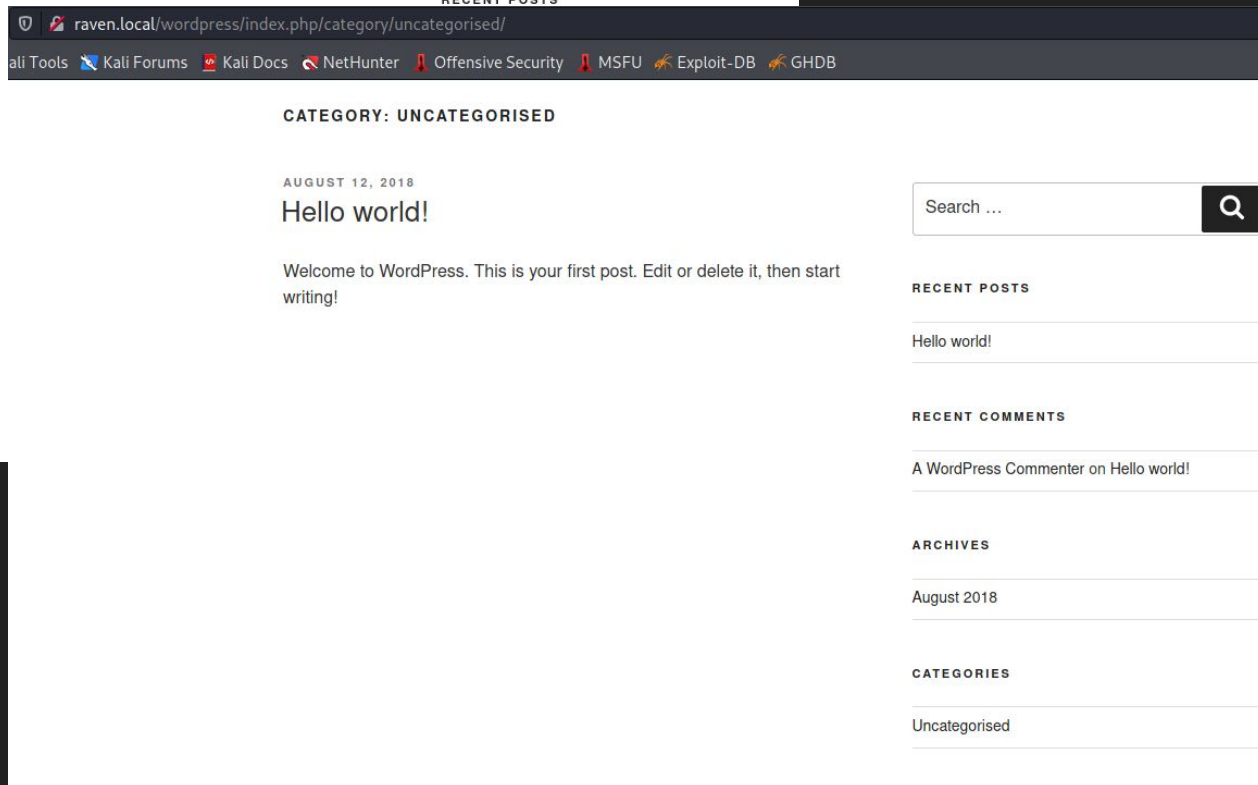 RECENT POSTS
raven.local/wordpress/index.php/category/uncategorised/
ali Tools Kali Forums Kali Docs NetHunter Offensive Security MSFU Exploit-DB GHDB
CATEGORY: UNCATEGORISED
AUGUST 12, 2018
Hello world!
Welcome to WordPress. This is your first post. Edit or delete it, then start
writing!
Search …
RECENT POSTS
Hello world!
RECENT COMMENTS
A WordPress Commenter on Hello world!
ARCHIVES
August 2018
CATEGORIES
Uncategorised